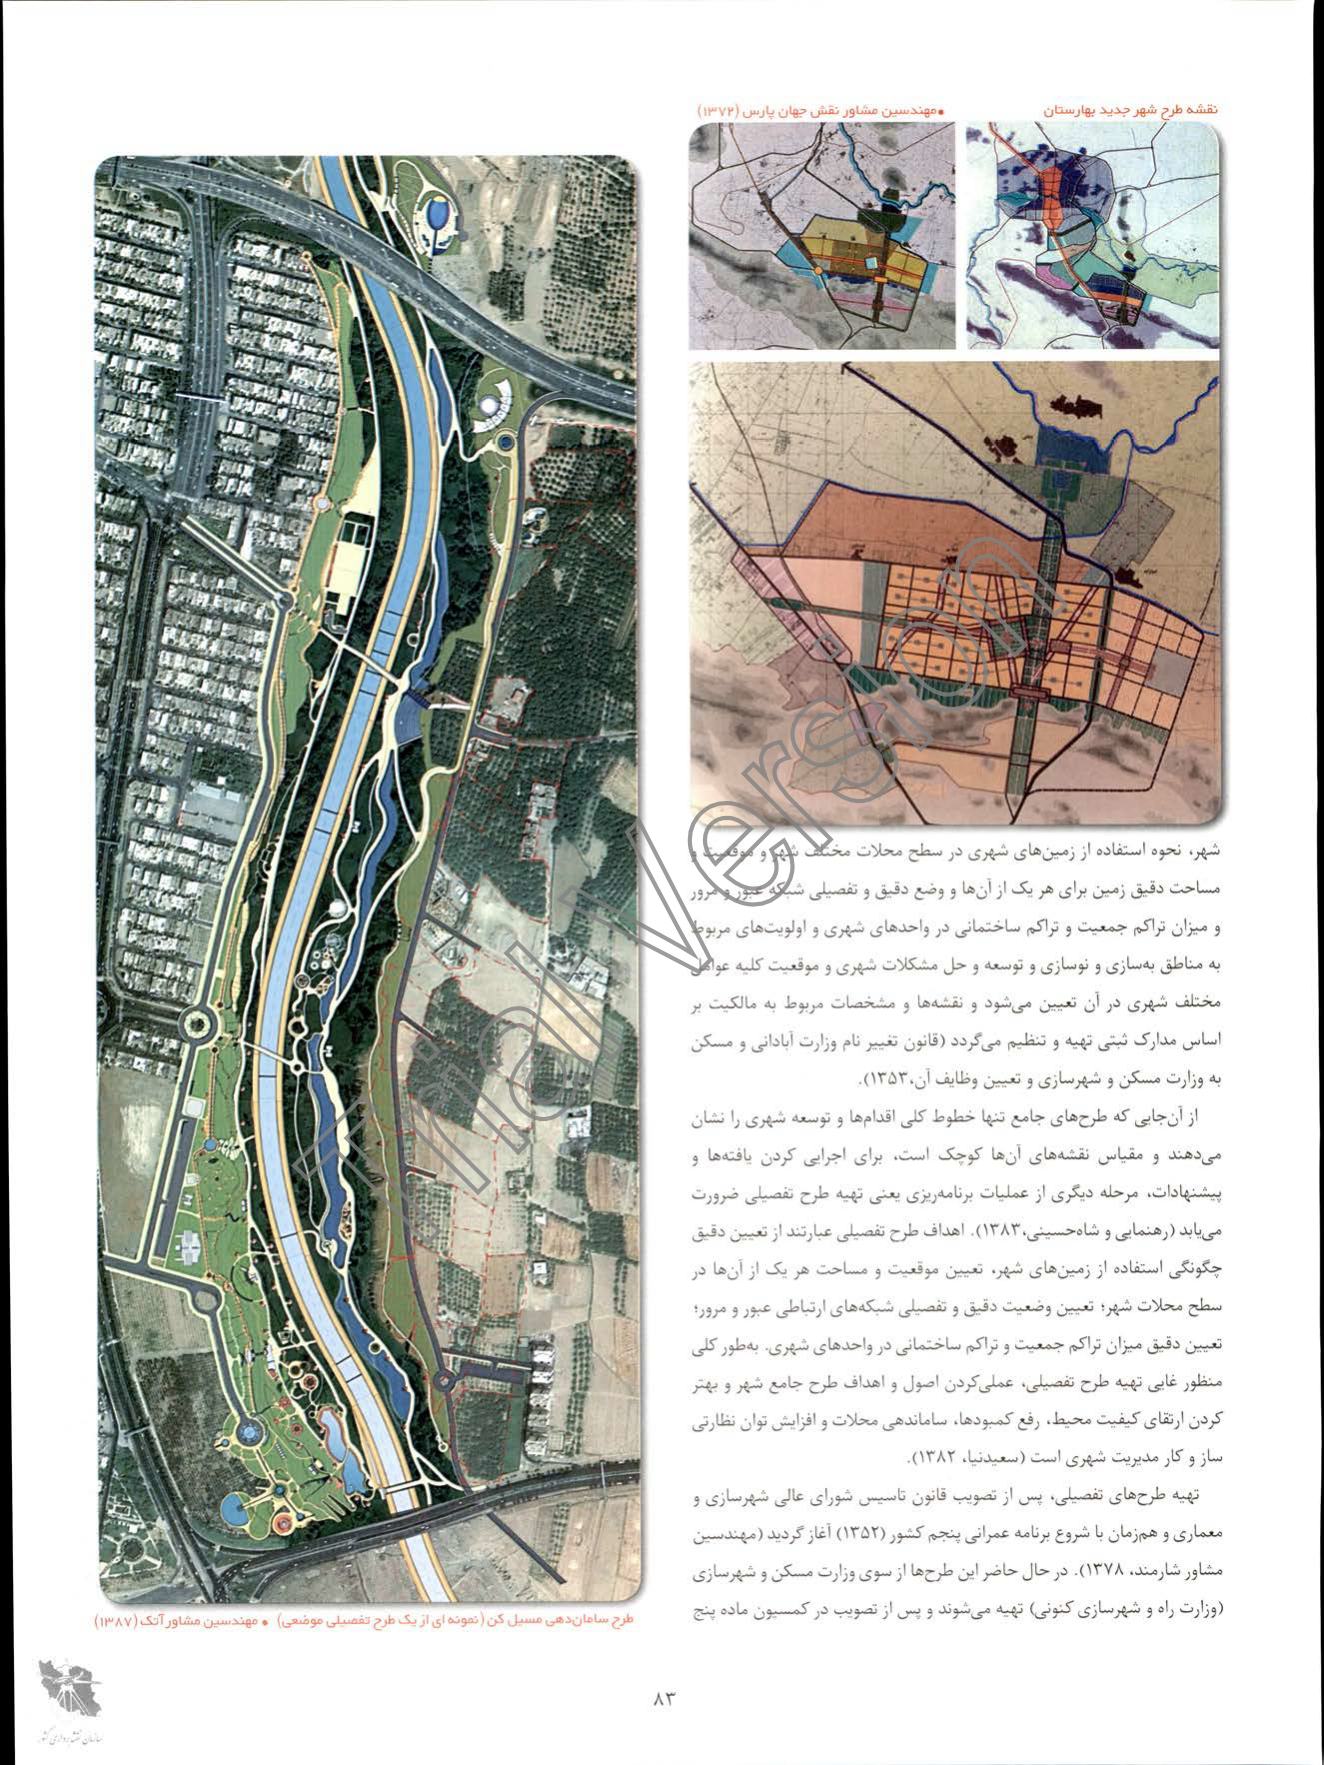 نقشه طرح شهر جدید بهارستان
•مهندسین مشاور نقش جهان پارس (۱۳۷۲)
شهر، نحوه استفاده از زمین‌های شهری در سطح محلات مختلف شهر و موقعیت و
مساحت دقیق زمین برای هر یک از آن‌ها و وضع دقیق و تفصیلی شبکه عبور و مرور
و میزان تراکم جمعیت و تراکم ساختمانی در واحدهای شهری و اولویت‌های مربوط
به مناطق به‌سازی و نوسازی و توسعه و حل مشکلات شهری و موقعیت کلیه عوامل
مختلف شهری در آن تعیین می‌شود و نقشه‌ها و مشخصات مربوط به مالکیت بر
اساس مدارک ثبتی تهیه و تنظیم می‌گردد (قانون تغییر نام وزارت آبادانی و مسکن
به وزارت مسکن و شهرسازی و تعیین وظایف آن،۱۳۵۳).
از آن‌جایی که طرح‌های جامع تنها خطوط کلی اقدام‌ها و توسعه شهری را نشان
می‌دهند و مقیاس نقشه‌های آن‌ها کوچک است، برای اجرایی کردن یافته‌ها و
پیشنهادات، مرحله دیگری از عملیات برنامه‌ریزی یعنی تهیه طرح تفصیلی ضرورت
می‌یابد (رهنمایی و شاه‌حسینی،۱۳۸۳). اهداف طرح تفصیلی عبارتند از تعیین دقیق
چگونگی استفاده از زمین‌های شهر، تعیین موقعیت و مساحت هر یک از آن‌ها در
سطح محلات شهر؛ تعیین وضعیت دقیق و تفصیلی شبکه‌های ارتباطی عبور و مرور؛
تعیین دقیق میزان تراکم جمعیت و تراکم ساختمانی در واحدهای شهری. به‌طور کلی
منظور غایی تهیه طرح تفصیلی، عملی‌کردن اصول و اهداف طرح جامع شهر و بهتر
کردن ارتقای کیفیت محیط، رفع کمبودها، ساماندهی محلات و افزایش توان نظارتی
ساز و کار مدیریت شهری است (سعیدنیا، ۱۳۸۲).
تهیه طرح‌های تفصیلی، پس از تصویب قانون تاسیس شورای عالی شهرسازی و
معماری و هم‌زمان با شروع برنامه عمرانی پنجم کشور (۱۳۵۲) آغاز گردید (مهندسین
مشاور شارمند، ۱۳۷۸). در حال حاضر این طرح‌ها از سوی وزارت مسکن و شهرسازی
(وزارت راه و شهرسازی کنونی) تهیه می‌شوند و پس از تصویب در کمسیون ماده پنج
طرح سامان‌دهی مسیل کن (نمونه ای از یک طرح تفصیلی موضعی) • مهندسین مشاور آتک (۱۳۸۷)
۸۳
سازمان نقشه‌برداری کشور
Trial Version